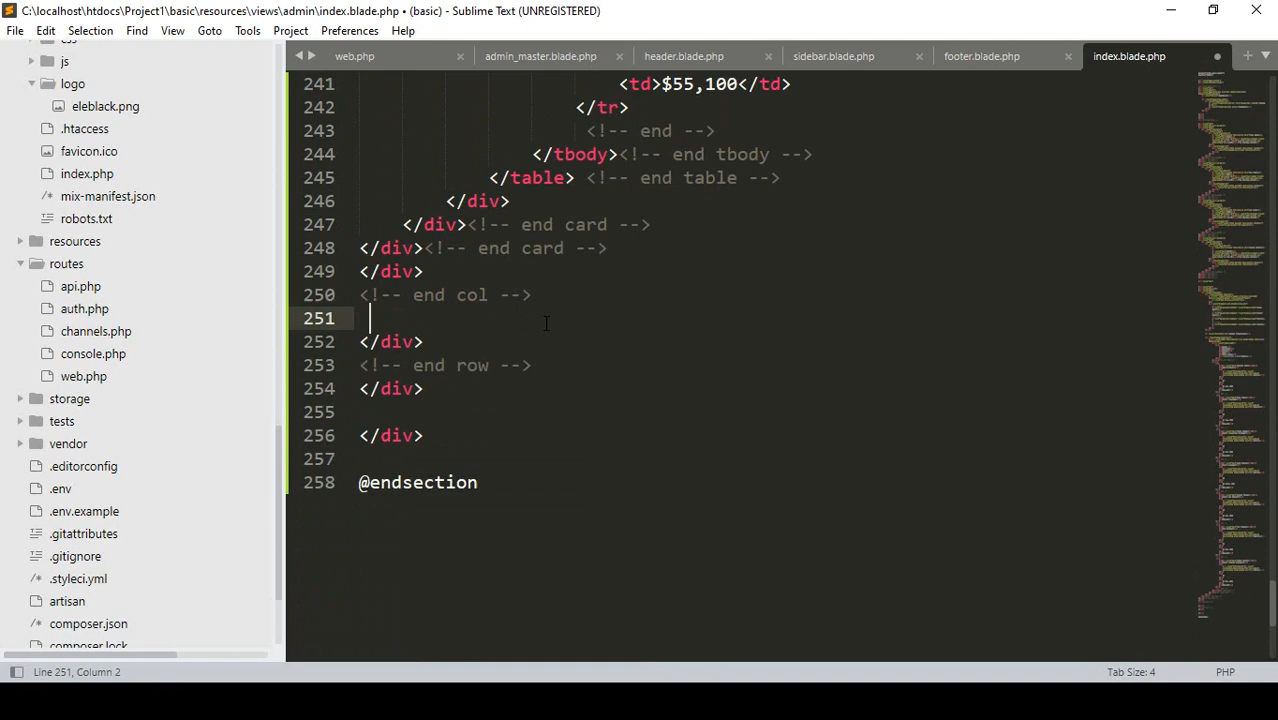 C:\localhost\htdocs\Project1\basic\resources\views\admin\index.blade.php • (basic) - Sublime Text (UNREGISTERED)
File Edit Selection Find View Goto Tools Project Preferences Help
web.php admin_master.blade.php header.blade.php sidebar.blade.php footer.blade.php index.blade.php
js
logo
eleblack.png
.htaccess
favicon.ico
index.php
mix-manifest.json
robots.txt
resources
routes
api.php
auth.php
channels.php
console.php
web.php
storage
tests
vendor
.editorconfig
.env
.env.example
.gitattributes
.gitignore
.styleci.yml
artisan
composer.json
composer.lock
241 <td>$55,100</td>
242 </tr>
243 <!-- end -->
244 </tbody><!-- end tbody -->
245 </table> <!-- end table -->
246 </div>
247 </div><!-- end card -->
248 </div><!-- end card -->
249 </div>
250 <!-- end col -->
251
252 </div>
253 <!-- end row -->
254 </div>
255
256 </div>
257
258 @endsection
Line 251, Column 2 Tab Size: 4 PHP